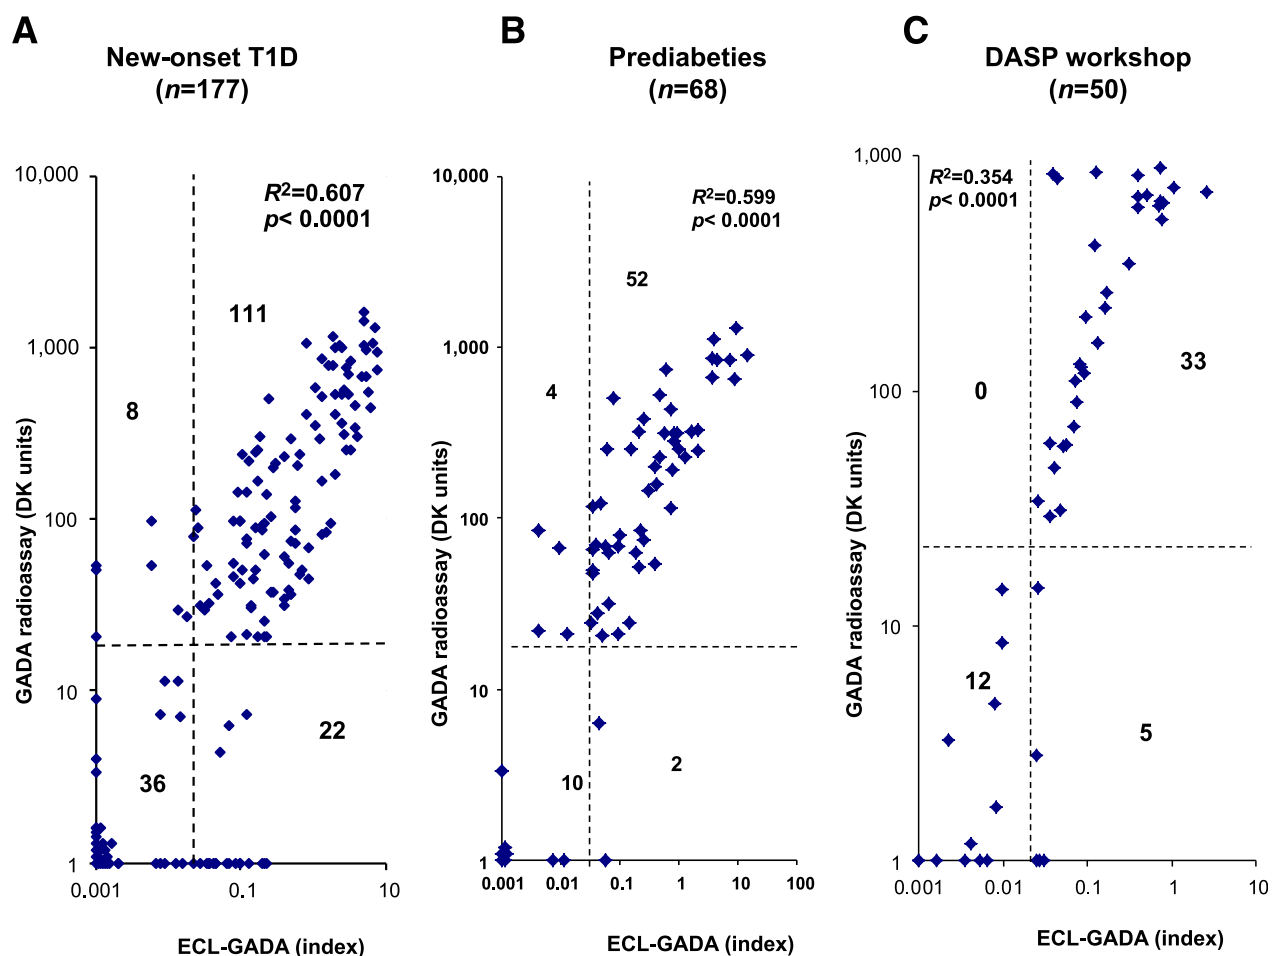 A
New-onset T1D
(n=177)
10,000
1,000
100
10
1
0.001
0.1
10
GADA radioassay (DK units)
ECL-GADA (index)
R²=0.607
p< 0.0001
111
8
22
36
B
Prediabeties
(n=68)
10,000
1,000
100
10
1
0.001
0.01
0.1
1
10
100
GADA radioassay (DK units)
ECL-GADA (index)
R²=0.599
p< 0.0001
52
4
2
10
C
DASP workshop
(n=50)
1,000
100
10
1
0.001
0.01
0.1
1
10
GADA radioassay (DK units)
ECL-GADA (index)
R²=0.354
p< 0.0001
33
0
12
5